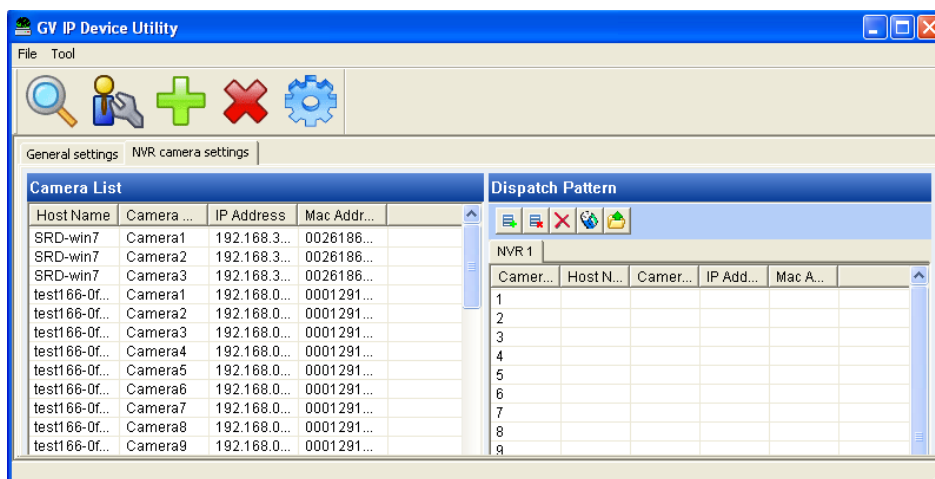 GV IP Device Utility
File Tool
General settings NVR camera settings
Camera List
Host Name Camera ... IP Address Mac Addr...
SRD-win7 Camera1 192.168.3... 0026186...
SRD-win7 Camera2 192.168.3... 0026186...
SRD-win7 Camera3 192.168.3... 0026186...
test166-0f... Camera1 192.168.0... 0001291...
test166-0f... Camera2 192.168.0... 0001291...
test166-0f... Camera3 192.168.0... 0001291...
test166-0f... Camera4 192.168.0... 0001291...
test166-0f... Camera5 192.168.0... 0001291...
test166-0f... Camera6 192.168.0... 0001291...
test166-0f... Camera7 192.168.0... 0001291...
test166-0f... Camera8 192.168.0... 0001291...
test166-0f... Camera9 192.168.0... 0001291...
Dispatch Pattern
NVR 1
Camer... Host N... Camer... IP Add... Mac A...
1
2
3
4
5
6
7
8
9